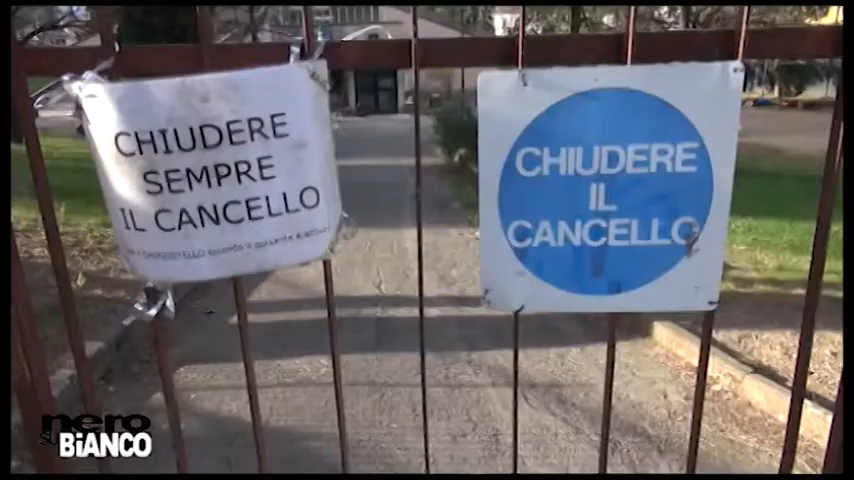 CHIUDERE
SEMPRE
IL CANCELLO
CHIUDERE
IL
CANCELLO
nero
su
BiANCO